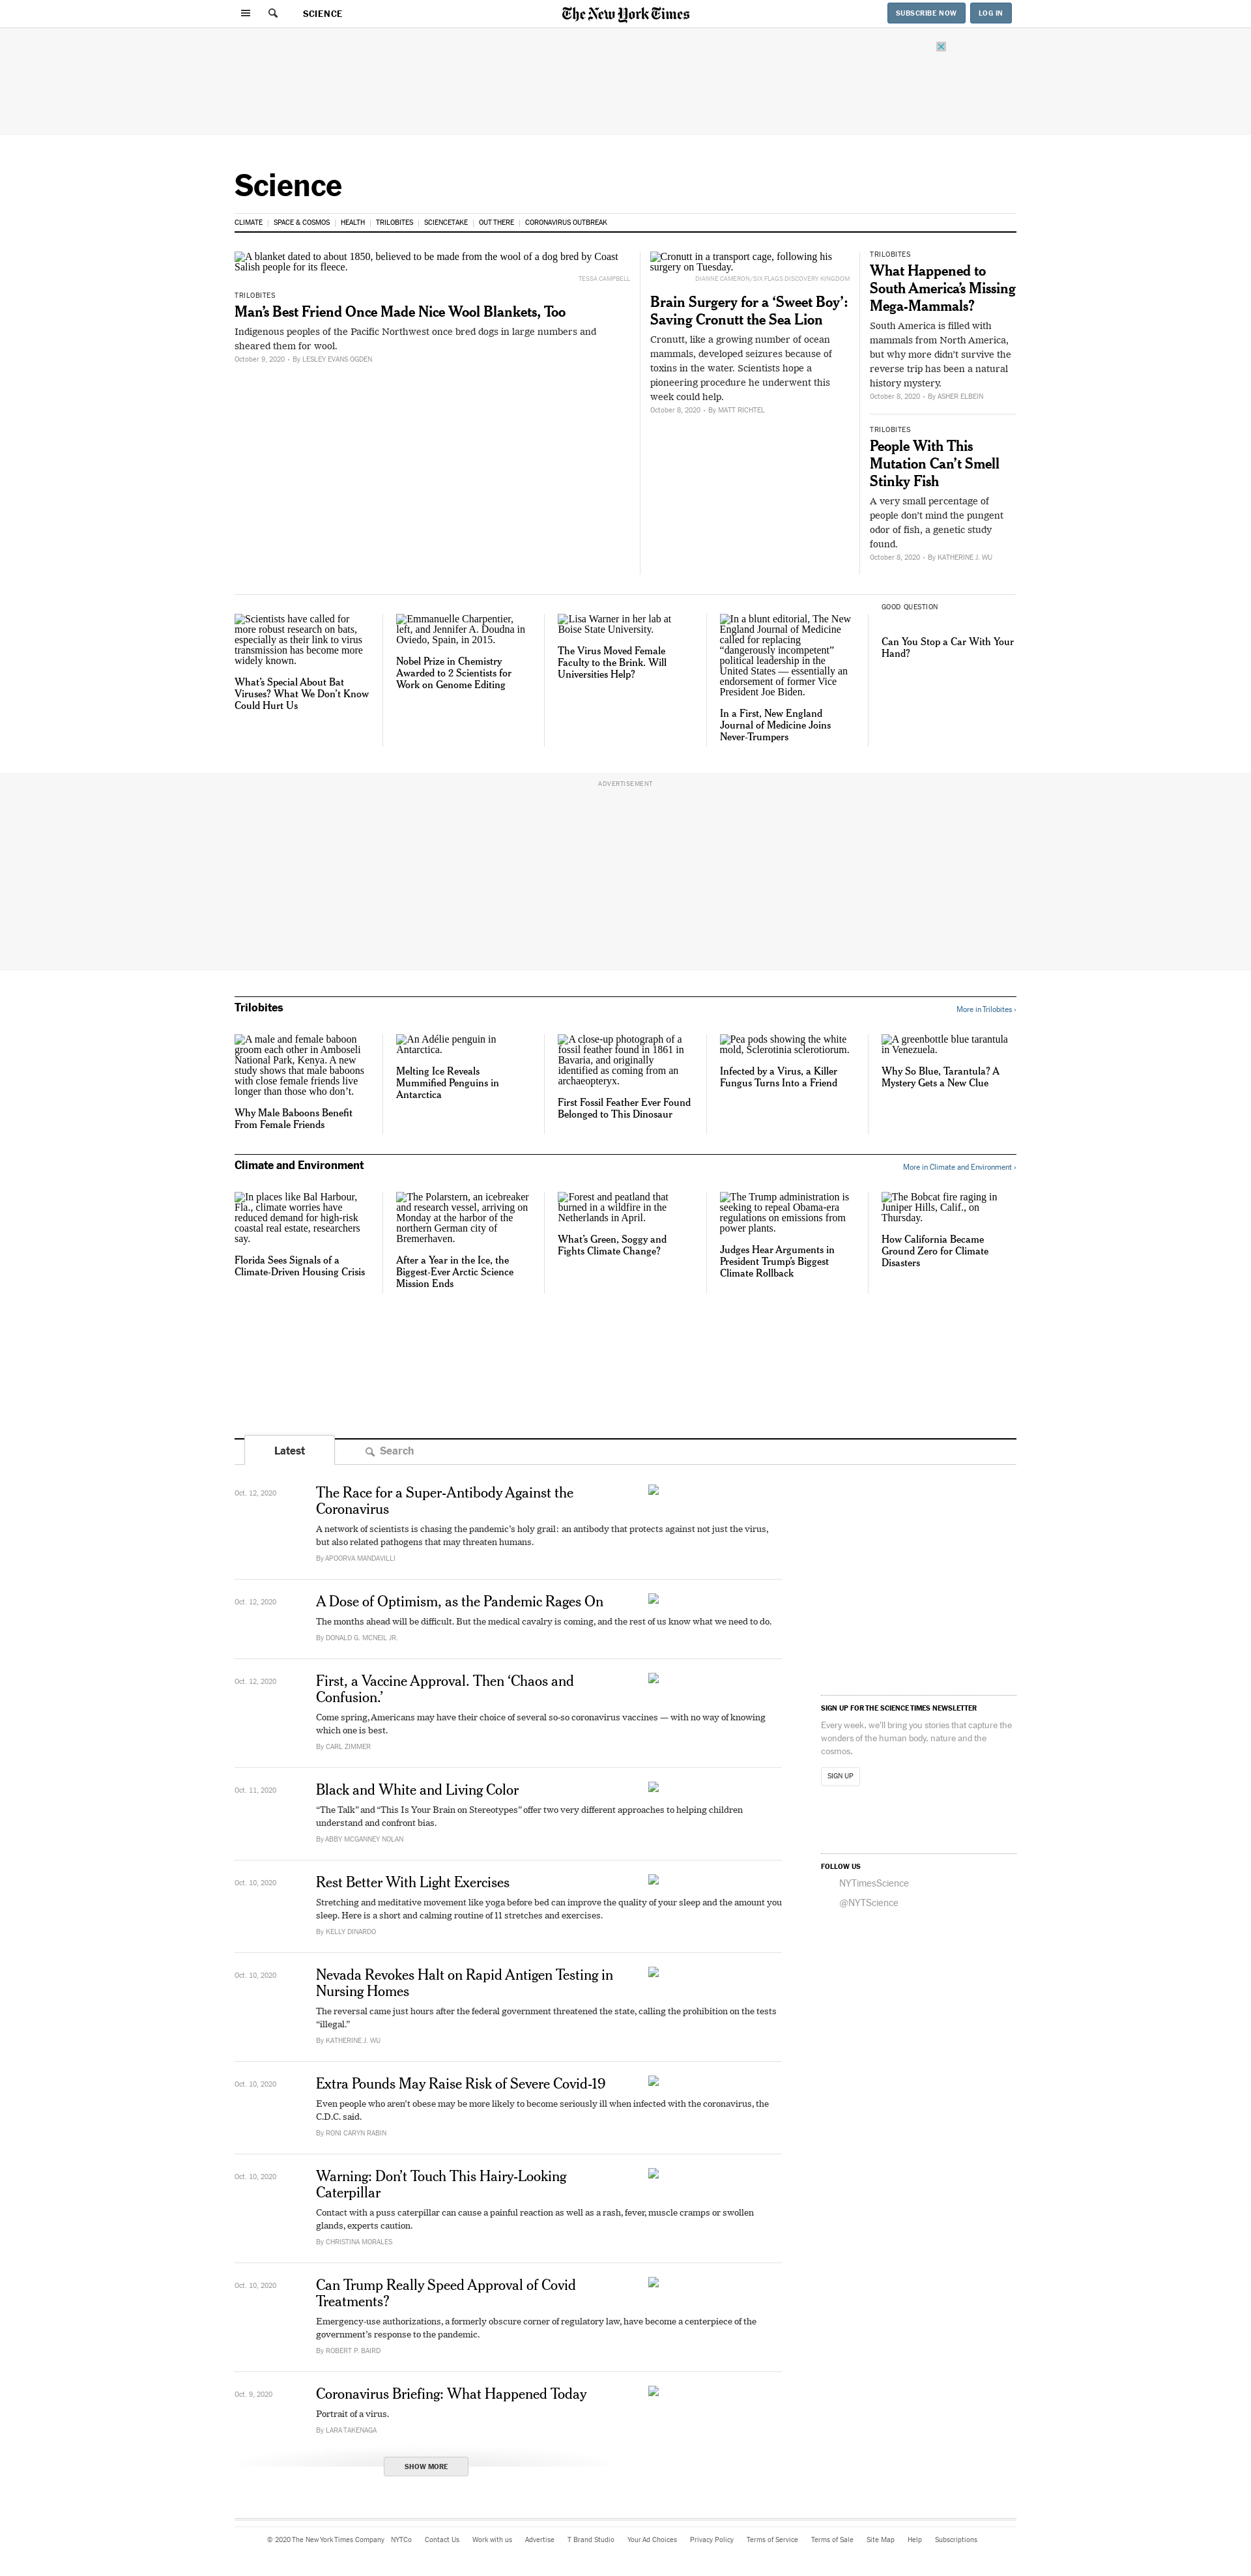 SCIENCE
The New York Times
SUBSCRIBE NOW
LOG IN
Science
CLIMATE
SPACE & COSMOS
HEALTH
TRILOBITES
SCIENCETAKE
OUT THERE
CORONAVIRUS OUTBREAK
A blanket dated to about 1850, believed to be made from the wool of a dog bred by Coast
Salish people for its fleece.
TESSA CAMPBELL
TRILOBITES
Man’s Best Friend Once Made Nice Wool Blankets, Too
Indigenous peoples of the Pacific Northwest once bred dogs in large numbers and
sheared them for wool.
October 9, 2020 · By LESLEY EVANS OGDEN
Cronutt in a transport cage, following his
surgery on Tuesday.
DIANNE CAMERON/SIX FLAGS DISCOVERY KINGDOM
Brain Surgery for a ‘Sweet Boy’:
Saving Cronutt the Sea Lion
Cronutt, like a growing number of ocean
mammals, developed seizures because of
toxins in the water. Scientists hope a
pioneering procedure he underwent this
week could help.
October 8, 2020 · By MATT RICHTEL
TRILOBITES
What Happened to
South America’s Missing
Mega-Mammals?
South America is filled with
mammals from North America,
but why more didn’t survive the
reverse trip has been a natural
history mystery.
October 8, 2020 · By ASHER ELBEIN
TRILOBITES
People With This
Mutation Can’t Smell
Stinky Fish
A very small percentage of
people don’t mind the pungent
odor of fish, a genetic study
found.
October 8, 2020 · By KATHERINE J. WU
Scientists have called for
more robust research on bats,
especially as their link to virus
transmission has become more
widely known.
What’s Special About Bat
Viruses? What We Don’t Know
Could Hurt Us
Emmanuelle Charpentier,
left, and Jennifer A. Doudna in
Oviedo, Spain, in 2015.
Nobel Prize in Chemistry
Awarded to 2 Scientists for
Work on Genome Editing
Lisa Warner in her lab at
Boise State University.
The Virus Moved Female
Faculty to the Brink. Will
Universities Help?
In a blunt editorial, The New
England Journal of Medicine
called for replacing
“dangerously incompetent”
political leadership in the
United States — essentially an
endorsement of former Vice
President Joe Biden.
In a First, New England
Journal of Medicine Joins
Never-Trumpers
GOOD QUESTION
Can You Stop a Car With Your
Hand?
ADVERTISEMENT
Trilobites
More in Trilobites ›
A male and female baboon
groom each other in Amboseli
National Park, Kenya. A new
study shows that male baboons
with close female friends live
longer than those who don’t.
Why Male Baboons Benefit
From Female Friends
An Adélie penguin in
Antarctica.
Melting Ice Reveals
Mummified Penguins in
Antarctica
A close-up photograph of a
fossil feather found in 1861 in
Bavaria, and originally
identified as coming from an
archaeopteryx.
First Fossil Feather Ever Found
Belonged to This Dinosaur
Pea pods showing the white
mold, Sclerotinia sclerotiorum.
Infected by a Virus, a Killer
Fungus Turns Into a Friend
A greenbottle blue tarantula
in Venezuela.
Why So Blue, Tarantula? A
Mystery Gets a New Clue
Climate and Environment
More in Climate and Environment ›
In places like Bal Harbour,
Fla., climate worries have
reduced demand for high-risk
coastal real estate, researchers
say.
Florida Sees Signals of a
Climate-Driven Housing Crisis
The Polarstern, an icebreaker
and research vessel, arriving on
Monday at the harbor of the
northern German city of
Bremerhaven.
After a Year in the Ice, the
Biggest-Ever Arctic Science
Mission Ends
Forest and peatland that
burned in a wildfire in the
Netherlands in April.
What’s Green, Soggy and
Fights Climate Change?
The Trump administration is
seeking to repeal Obama-era
regulations on emissions from
power plants.
Judges Hear Arguments in
President Trump’s Biggest
Climate Rollback
The Bobcat fire raging in
Juniper Hills, Calif., on
Thursday.
How California Became
Ground Zero for Climate
Disasters
Latest
Search
Oct. 12, 2020
The Race for a Super-Antibody Against the
Coronavirus
A network of scientists is chasing the pandemic’s holy grail: an antibody that protects against not just the virus,
but also related pathogens that may threaten humans.
By APOORVA MANDAVILLI
Oct. 12, 2020
A Dose of Optimism, as the Pandemic Rages On
The months ahead will be difficult. But the medical cavalry is coming, and the rest of us know what we need to do.
By DONALD G. MCNEIL JR.
Oct. 12, 2020
First, a Vaccine Approval. Then ‘Chaos and
Confusion.’
Come spring, Americans may have their choice of several so-so coronavirus vaccines — with no way of knowing
which one is best.
By CARL ZIMMER
Oct. 11, 2020
Black and White and Living Color
“The Talk” and “This Is Your Brain on Stereotypes” offer two very different approaches to helping children
understand and confront bias.
By ABBY MCGANNEY NOLAN
Oct. 10, 2020
Rest Better With Light Exercises
Stretching and meditative movement like yoga before bed can improve the quality of your sleep and the amount you
sleep. Here is a short and calming routine of 11 stretches and exercises.
By KELLY DINARDO
Oct. 10, 2020
Nevada Revokes Halt on Rapid Antigen Testing in
Nursing Homes
The reversal came just hours after the federal government threatened the state, calling the prohibition on the tests
“illegal.”
By KATHERINE J. WU
Oct. 10, 2020
Extra Pounds May Raise Risk of Severe Covid-19
Even people who aren’t obese may be more likely to become seriously ill when infected with the coronavirus, the
C.D.C. said.
By RONI CARYN RABIN
Oct. 10, 2020
Warning: Don’t Touch This Hairy-Looking
Caterpillar
Contact with a puss caterpillar can cause a painful reaction as well as a rash, fever, muscle cramps or swollen
glands, experts caution.
By CHRISTINA MORALES
Oct. 10, 2020
Can Trump Really Speed Approval of Covid
Treatments?
Emergency-use authorizations, a formerly obscure corner of regulatory law, have become a centerpiece of the
government’s response to the pandemic.
By ROBERT P. BAIRD
Oct. 9, 2020
Coronavirus Briefing: What Happened Today
Portrait of a virus.
By LARA TAKENAGA
SHOW MORE
SIGN UP FOR THE SCIENCE TIMES NEWSLETTER
Every week, we’ll bring you stories that capture the
wonders of the human body, nature and the
cosmos.
SIGN UP
FOLLOW US
NYTimesScience
@NYTScience
© 2020 The New York Times Company
NYTCo
Contact Us
Work with us
Advertise
T Brand Studio
Your Ad Choices
Privacy Policy
Terms of Service
Terms of Sale
Site Map
Help
Subscriptions